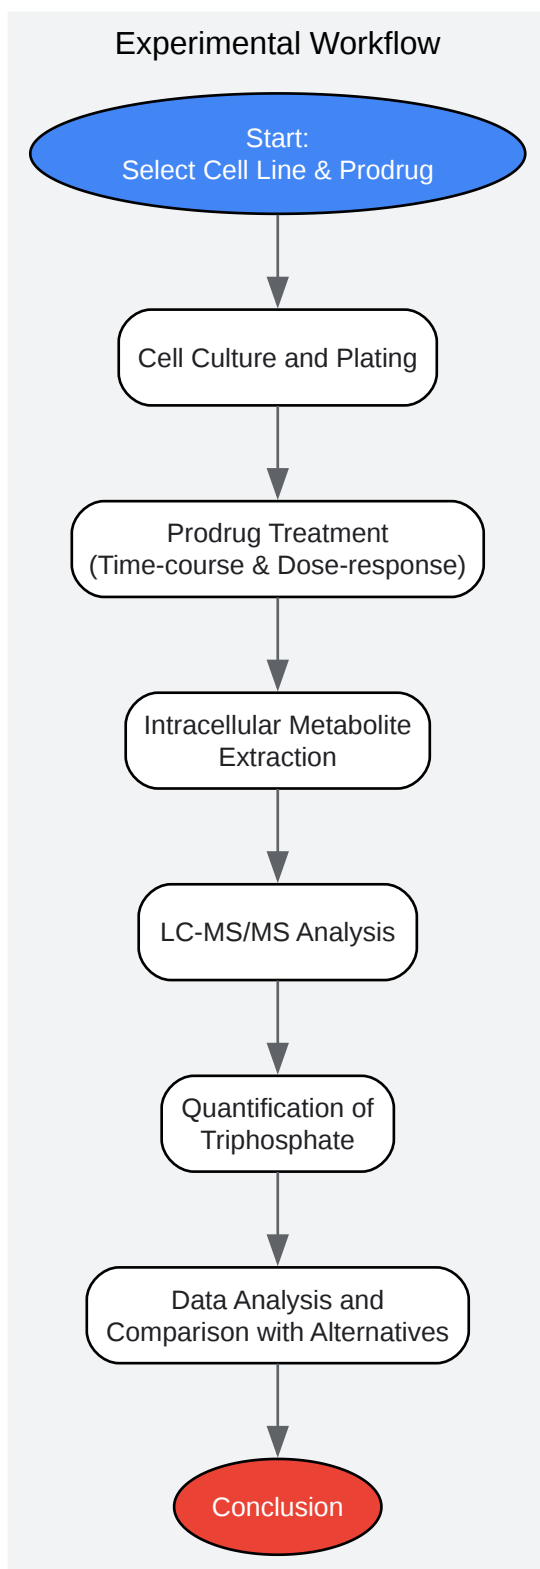 Experimental Workflow
Start:
Select Cell Line & Prodrug
Cell Culture and Plating
Prodrug Treatment
(Time-course & Dose-response)
Intracellular Metabolite
Extraction
LC-MS/MS Analysis
Quantification of
Triphosphate
Data Analysis and
Comparison with Alternatives
Conclusion